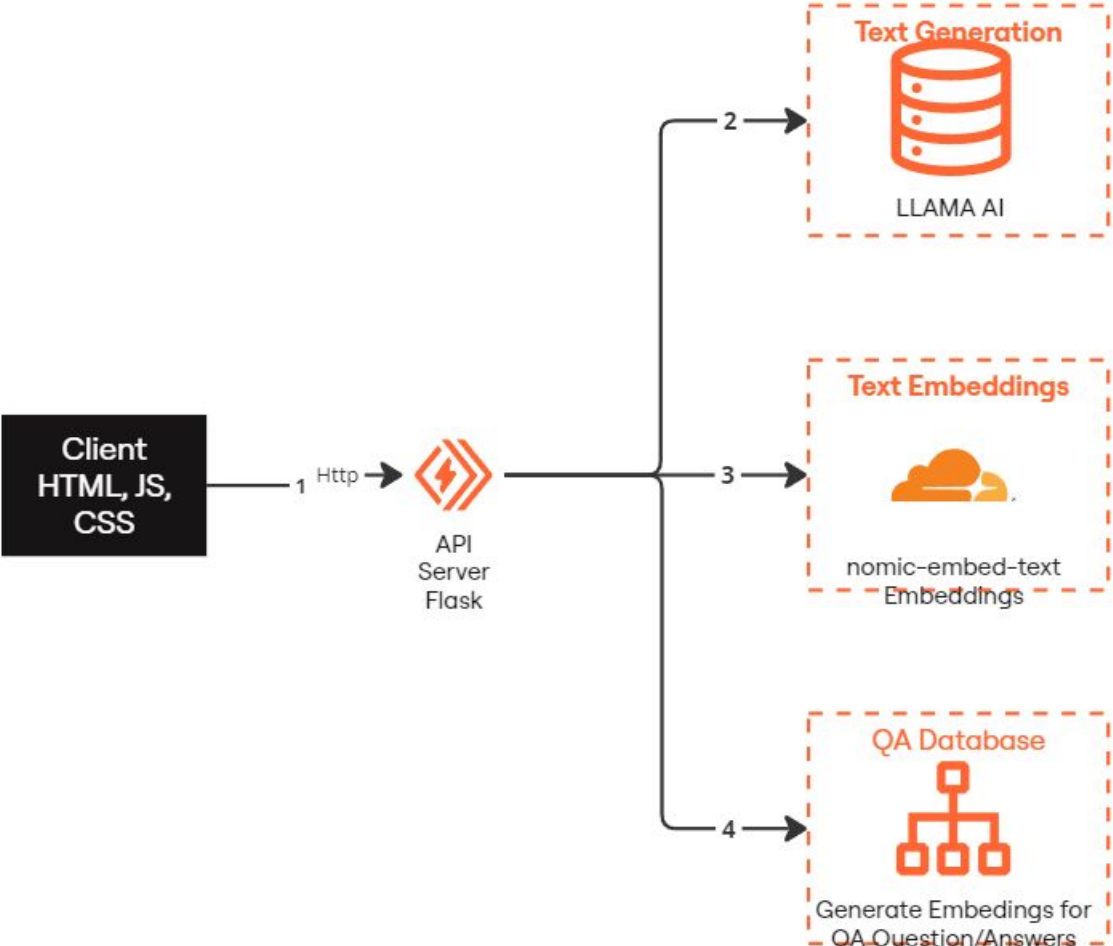 Text Generation
2
LLAMA AI
Text Embeddings
Client
HTML, JS,
CSS
1
Http
3
API
Server
Flask
nomic-embed-text
Embeddings
QA Database
4
Generate Embedings for
QA Question/Answers